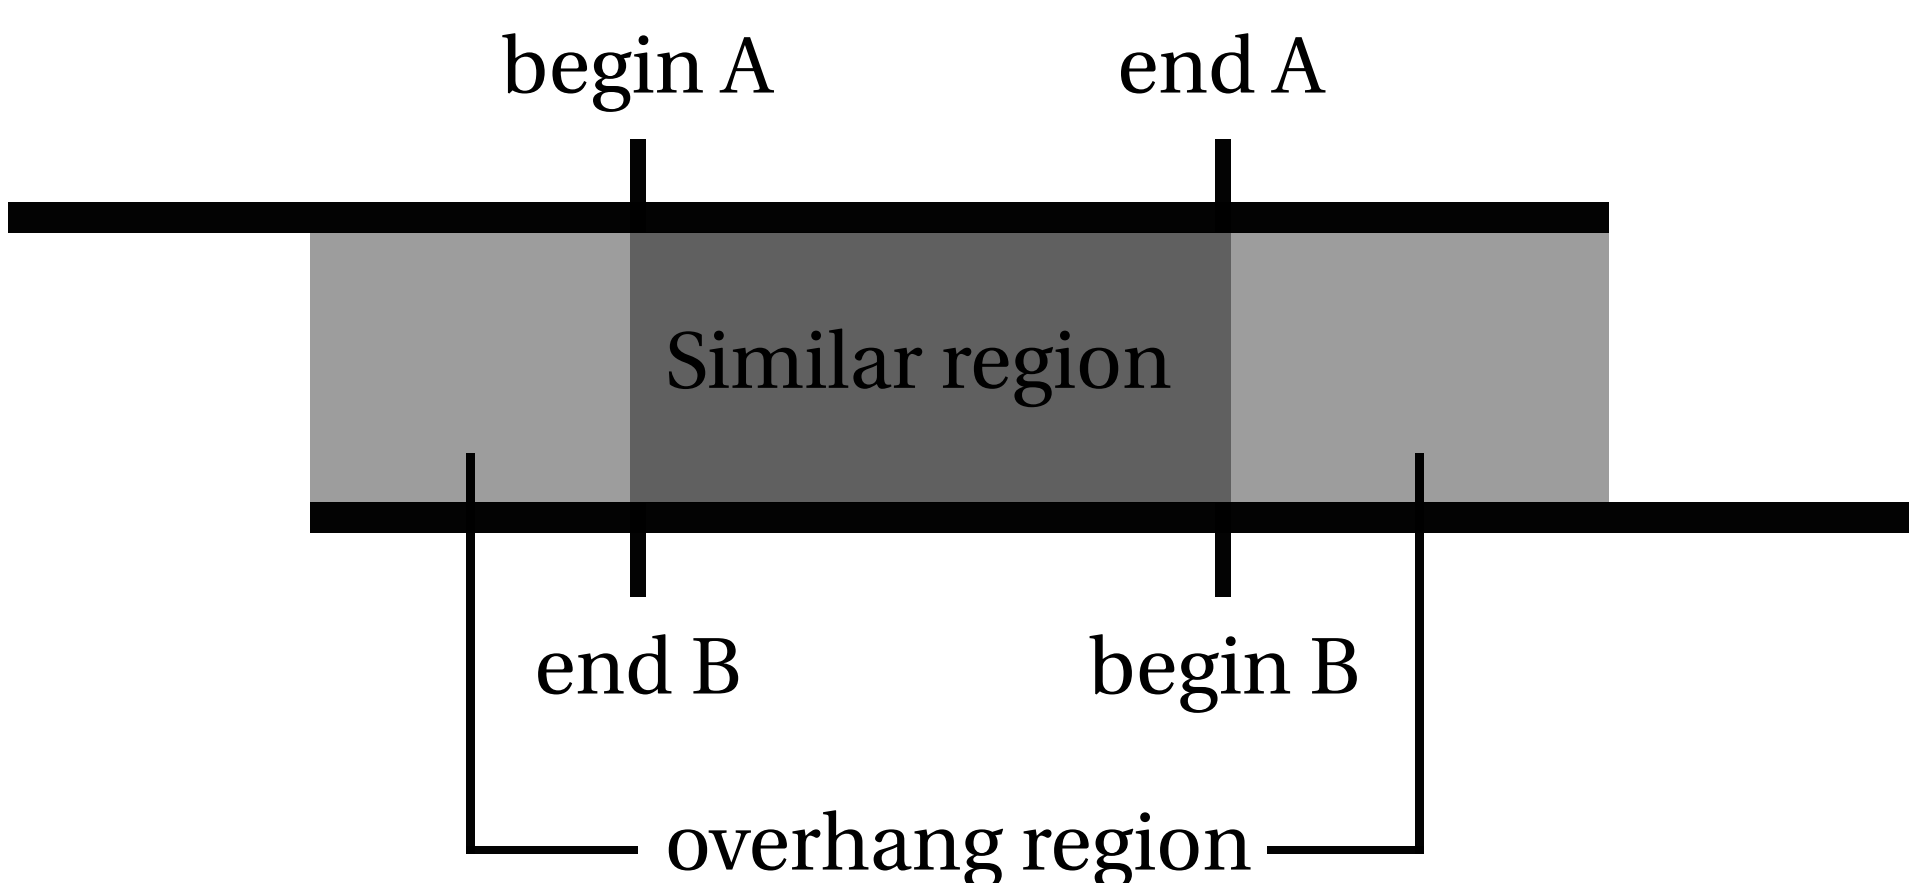 begin A
end A
Similar region
end B
begin B
overhang region